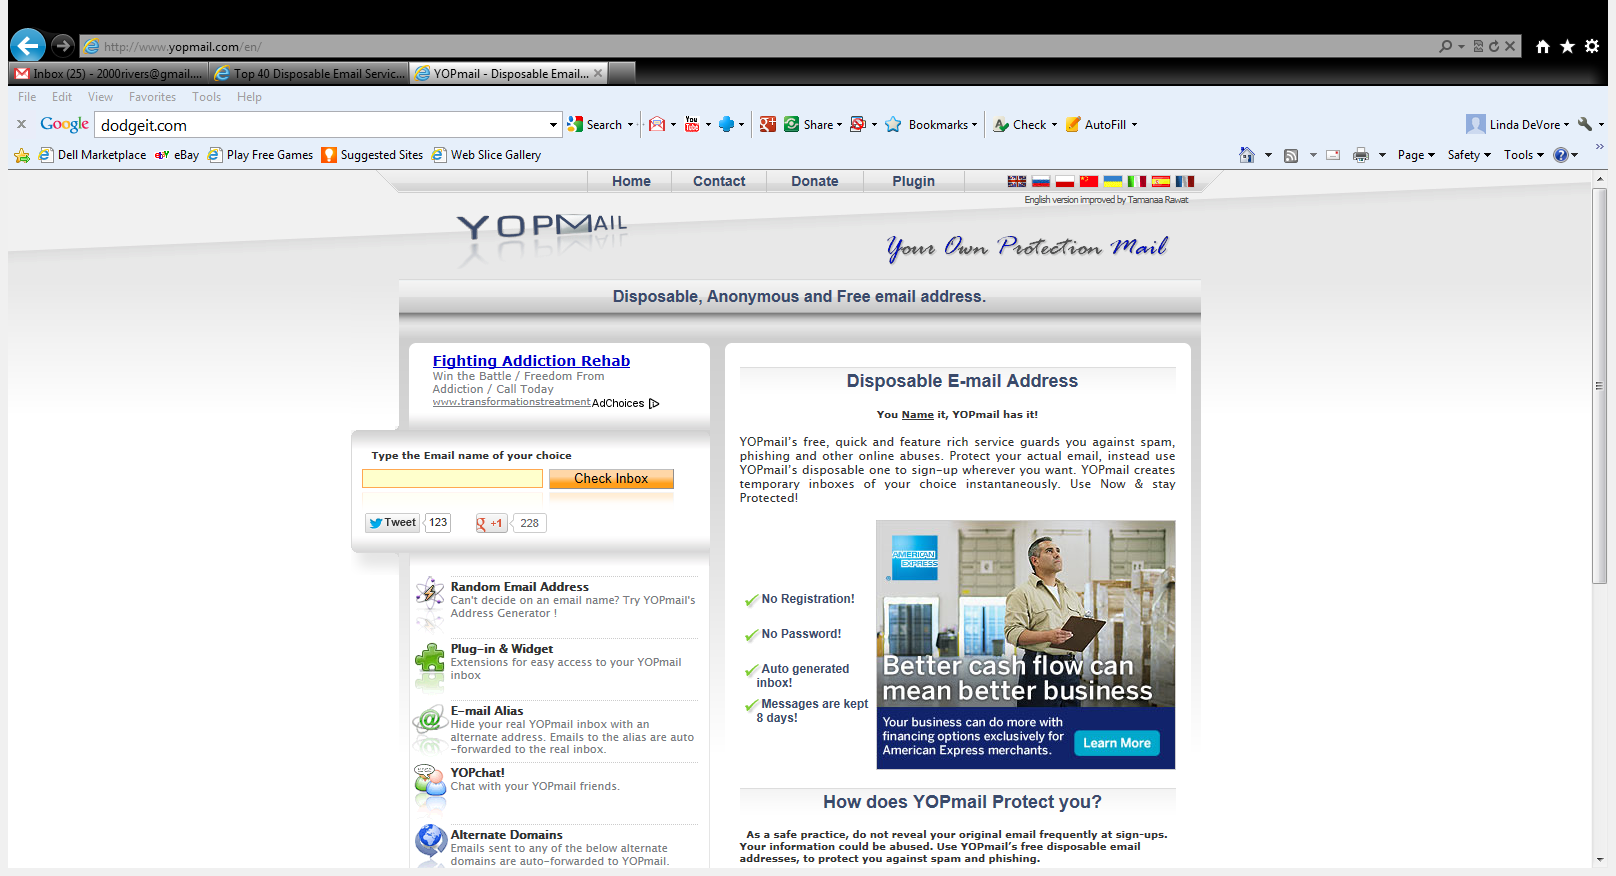 http://www.yopmail.com/en/
Inbox (25) - 2000rivers@gmail....
Top 40 Disposable Email Servic...
YOPmail - Disposable Email...
File Edit View Favorites Tools Help
x Google dodgeit.com Search Share Bookmarks Check AutoFill Linda DeVore
Dell Marketplace eBay Play Free Games Suggested Sites Web Slice Gallery Page Safety Tools
Home Contact Donate Plugin
English version improved by Tamanaa Rawat
YOPMAIL
Your Own Protection Mail
Disposable, Anonymous and Free email address.
Fighting Addiction Rehab
Win the Battle / Freedom From
Addiction / Call Today
www.transformationstreatment AdChoices
Type the Email name of your choice
Check Inbox
Tweet 123 +1 228
Random Email Address
Can't decide on an email name? Try YOPmail's
Address Generator !
Plug-in & Widget
Extensions for easy access to your YOPmail
inbox
E-mail Alias
Hide your real YOPmail inbox with an
alternate address. Emails to the alias are auto
-forwarded to the real inbox.
YOPchat!
Chat with your YOPmail friends.
Alternate Domains
Emails sent to any of the below alternate
domains are auto-forwarded to YOPmail.
Disposable E-mail Address
You Name it, YOPmail has it!
YOPmail's free, quick and feature rich service guards you against spam,
phishing and other online abuses. Protect your actual email, instead use
YOPmail's disposable one to sign-up wherever you want. YOPmail creates
temporary inboxes of your choice instantaneously. Use Now & stay
Protected!
No Registration!
No Password!
Auto generated
inbox!
Messages are kept
8 days!
AMERICAN
EXPRESS
Better cash flow can
mean better business
Your business can do more with
financing options exclusively for
American Express merchants.
Learn More
How does YOPmail Protect you?
As a safe practice, do not reveal your original email frequently at sign-ups.
Your information could be abused. Use YOPmail's free disposable email
addresses, to protect you against spam and phishing.